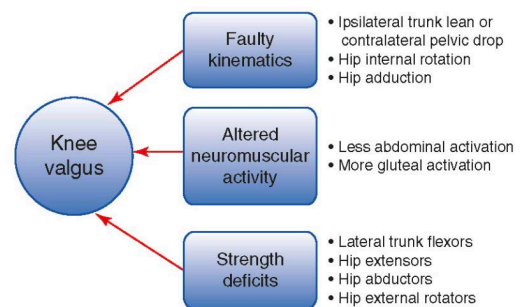 Faulty
kinematics
• Ipsilateral trunk lean or
contralateral pelvic drop
• Hip internal rotation
• Hip adduction
Knee
valgus
Altered
neuromuscular
activity
• Less abdominal activation
• More gluteal activation
Strength
deficits
• Lateral trunk flexors
• Hip extensors
• Hip abductors
• Hip external rotators